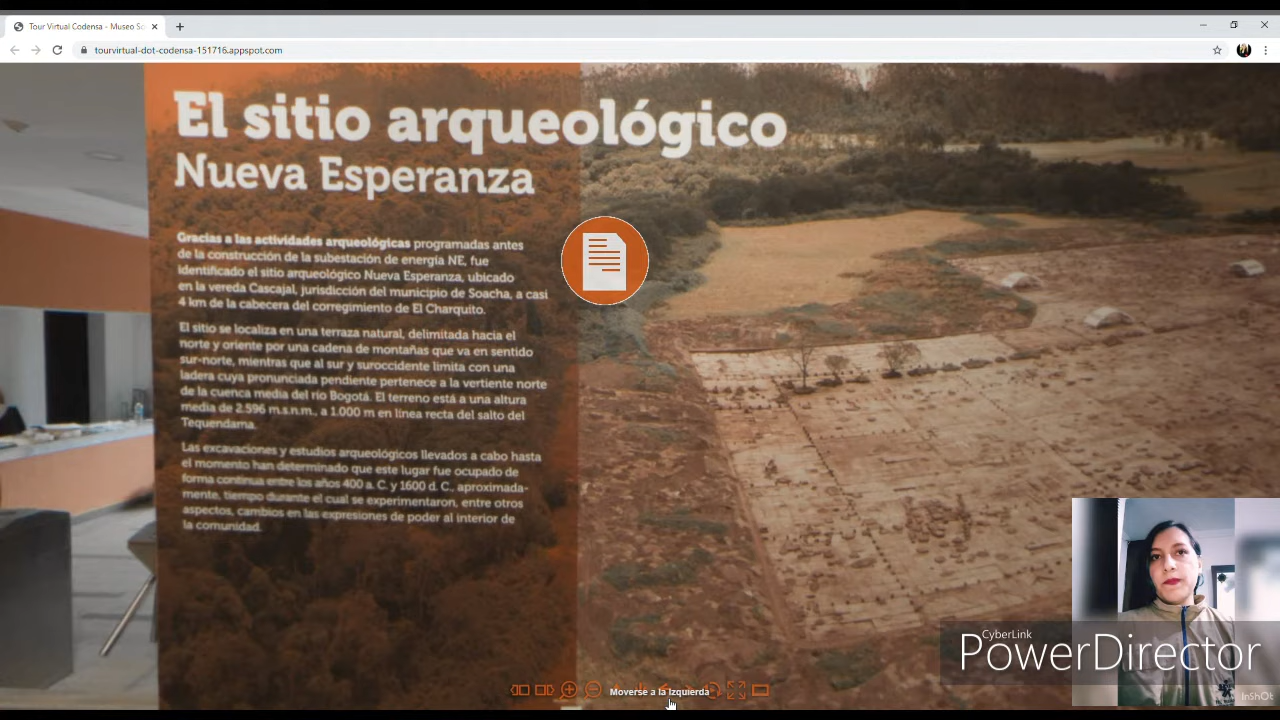 Tour Virtual Codensa - Museo So
tourvirtual-dot-codensa-151716.appspot.com
El sitio arqueológico
Nueva Esperanza
Gracias a las actividades arqueológicas programadas antes
de la construcción de la subestación de energía NE, fue
identificado el sitio arqueológico Nueva Esperanza, ubicado
en la vereda Cascajal, jurisdicción del municipio de Soacha, a casi
4 km de la cabecera del corregimiento de El Charquito.
El sitio se localiza en una terraza natural, delimitada hacia el
norte y oriente por una cadena de montañas que va en sentido
sur-norte, mientras que al sur y suroccidente limita con una
ladera cuya pronunciada pendiente pertenece a la vertiente norte
de la cuenca media del río Bogotá. El terreno está a una altura
media de 2.596 m.s.n.m., a 1.000 m en línea recta del salto del
Tequendama.
Las excavaciones y estudios arqueológicos llevados a cabo hasta
el momento han determinado que este lugar fue ocupado de
forma continua entre los años 400 a. C. y 1600 d. C., aproximada-
mente, tiempo durante el cual se experimentaron, entre otros
aspectos, cambios en las expresiones de poder al interior de
la comunidad.
Moverse a la Izquierda
CyberLink
PowerDirector
InShOt